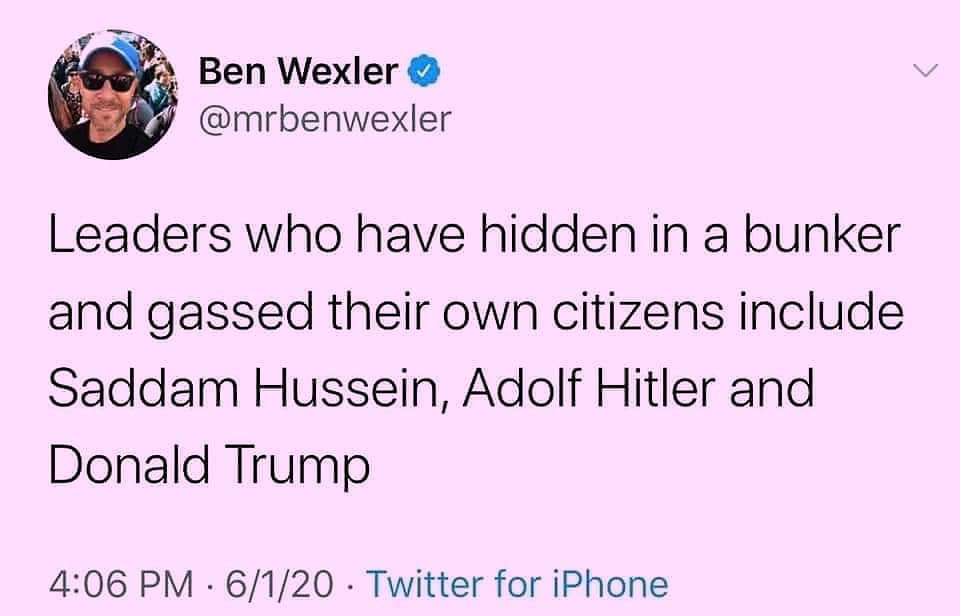 Ben Wexler
@mrbenwexler
Leaders who have hidden in a bunker
and gassed their own citizens include
Saddam Hussein, Adolf Hitler and
Donald Trump
4:06 PM · 6/1/20 · Twitter for iPhone